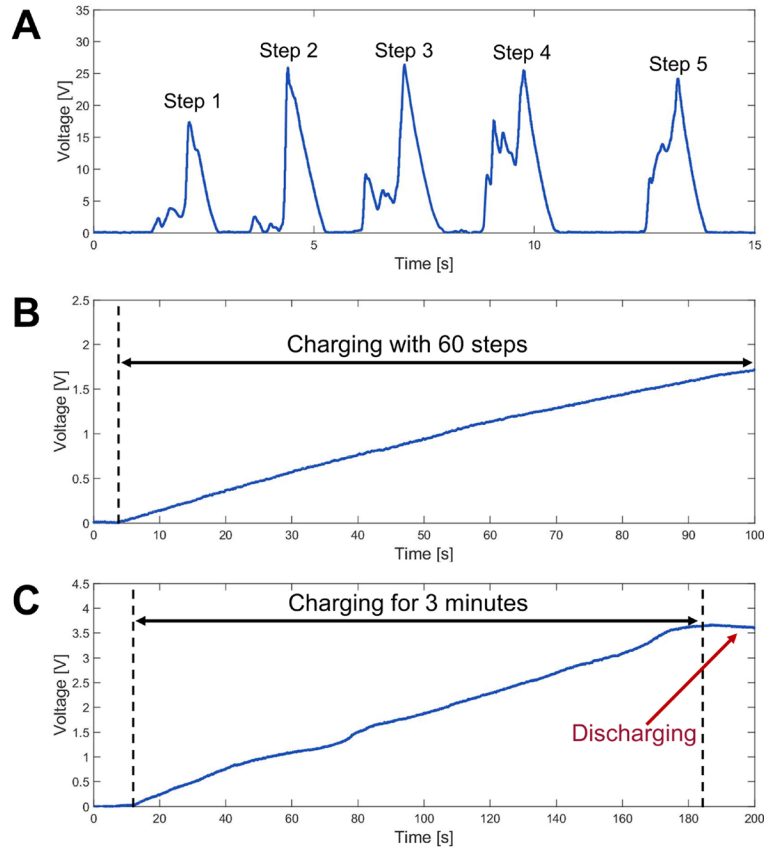 A
Step 1
Step 2
Step 3
Step 4
Step 5
35
30
25
20
15
10
5
0
Voltage [V]
0 5 10 15
Time [s]
B
Charging with 60 steps
2.5
2
1.5
1
0.5
0
Voltage [V]
0 10 20 30 40 50 60 70 80 90 100
Time [s]
C
Charging for 3 minutes
Discharging
4.5
4
3.5
3
2.5
2
1.5
1
0.5
0
Voltage [V]
0 20 40 60 80 100 120 140 160 180 200
Time [s]